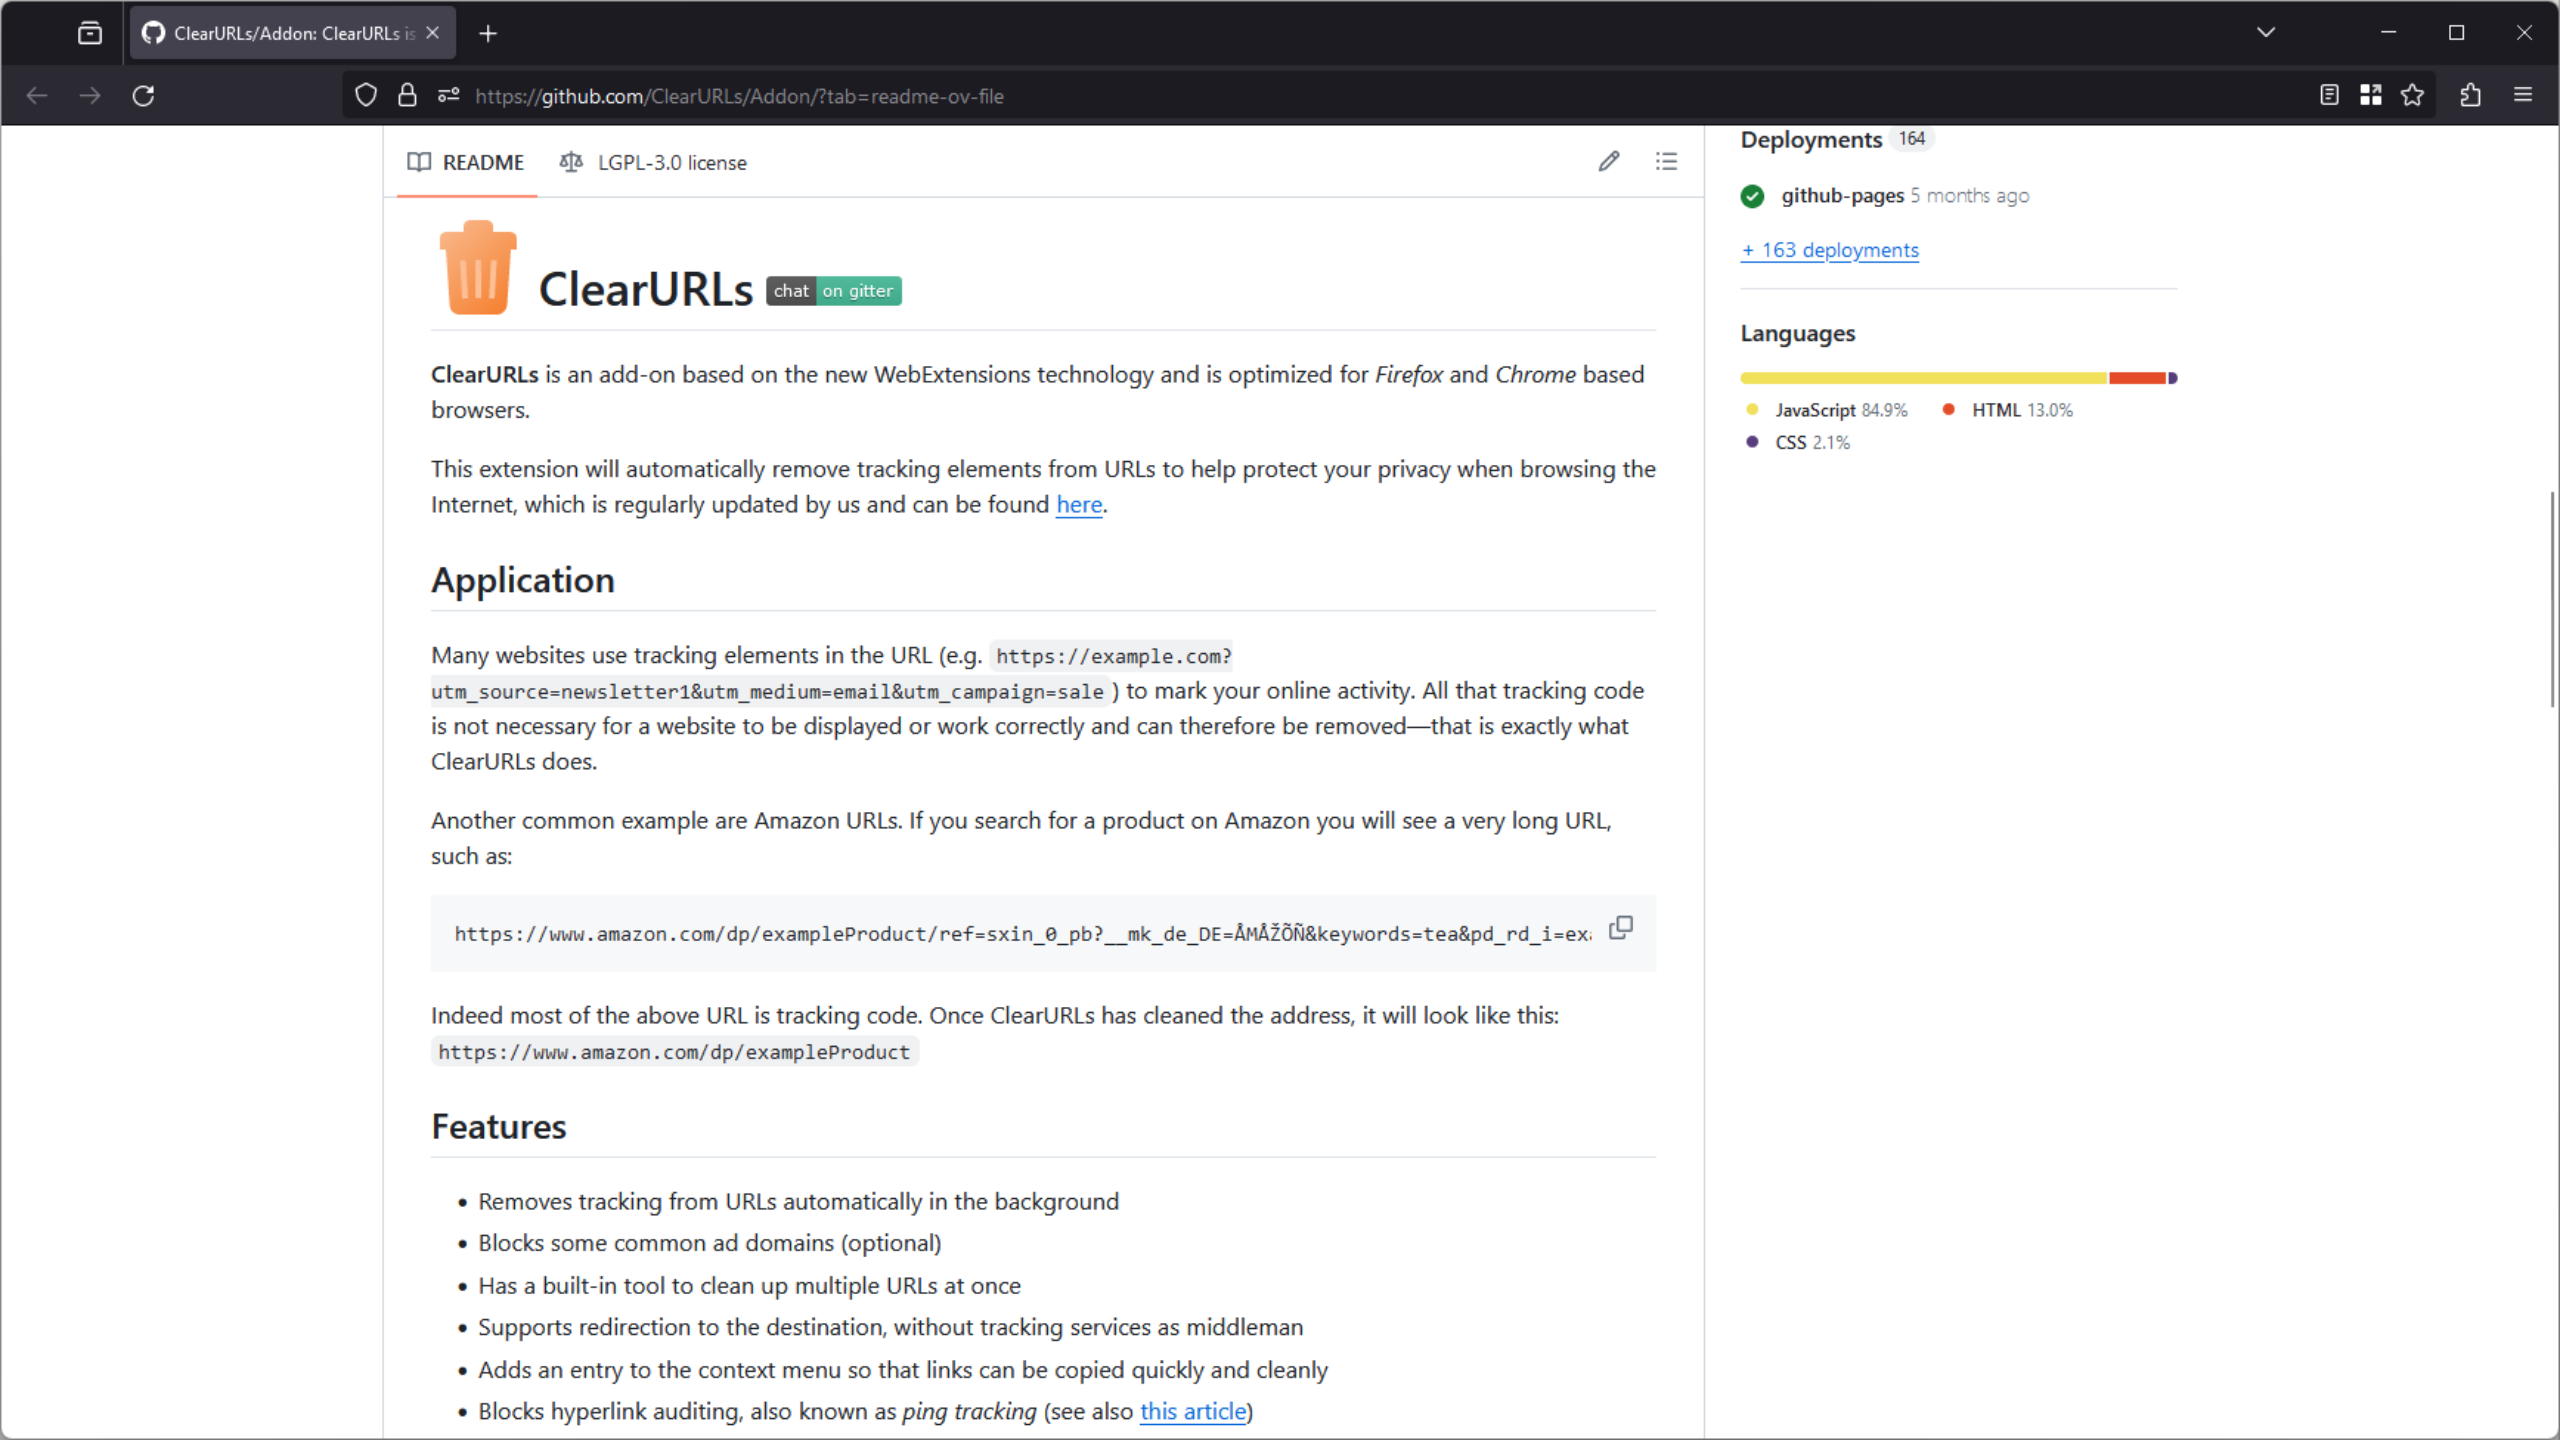 ClearURLs/Addon: ClearURLs is
https://github.com/ClearURLs/Addon/?tab=readme-ov-file
README
LGPL-3.0 license
ClearURLs
chat on gitter
ClearURLs is an add-on based on the new WebExtensions technology and is optimized for Firefox and Chrome based
browsers.
This extension will automatically remove tracking elements from URLs to help protect your privacy when browsing the
Internet, which is regularly updated by us and can be found here.
Application
Many websites use tracking elements in the URL (e.g. https://example.com?
utm_source=newsletter1&utm_medium=email&utm_campaign=sale ) to mark your online activity. All that tracking code
is not necessary for a website to be displayed or work correctly and can therefore be removed—that is exactly what
ClearURLs does.
Another common example are Amazon URLs. If you search for a product on Amazon you will see a very long URL,
such as:
https://www.amazon.com/dp/exampleProduct/ref=sxin_0_pb?__mk_de_DE=ÅMÅŽÕÑ&keywords=tea&pd_rd_i=exa
Indeed most of the above URL is tracking code. Once ClearURLs has cleaned the address, it will look like this:
https://www.amazon.com/dp/exampleProduct
Features
• Removes tracking from URLs automatically in the background
• Blocks some common ad domains (optional)
• Has a built-in tool to clean up multiple URLs at once
• Supports redirection to the destination, without tracking services as middleman
• Adds an entry to the context menu so that links can be copied quickly and cleanly
• Blocks hyperlink auditing, also known as ping tracking (see also this article)
Deployments 164
github-pages 5 months ago
+ 163 deployments
Languages
JavaScript 84.9%
HTML 13.0%
CSS 2.1%